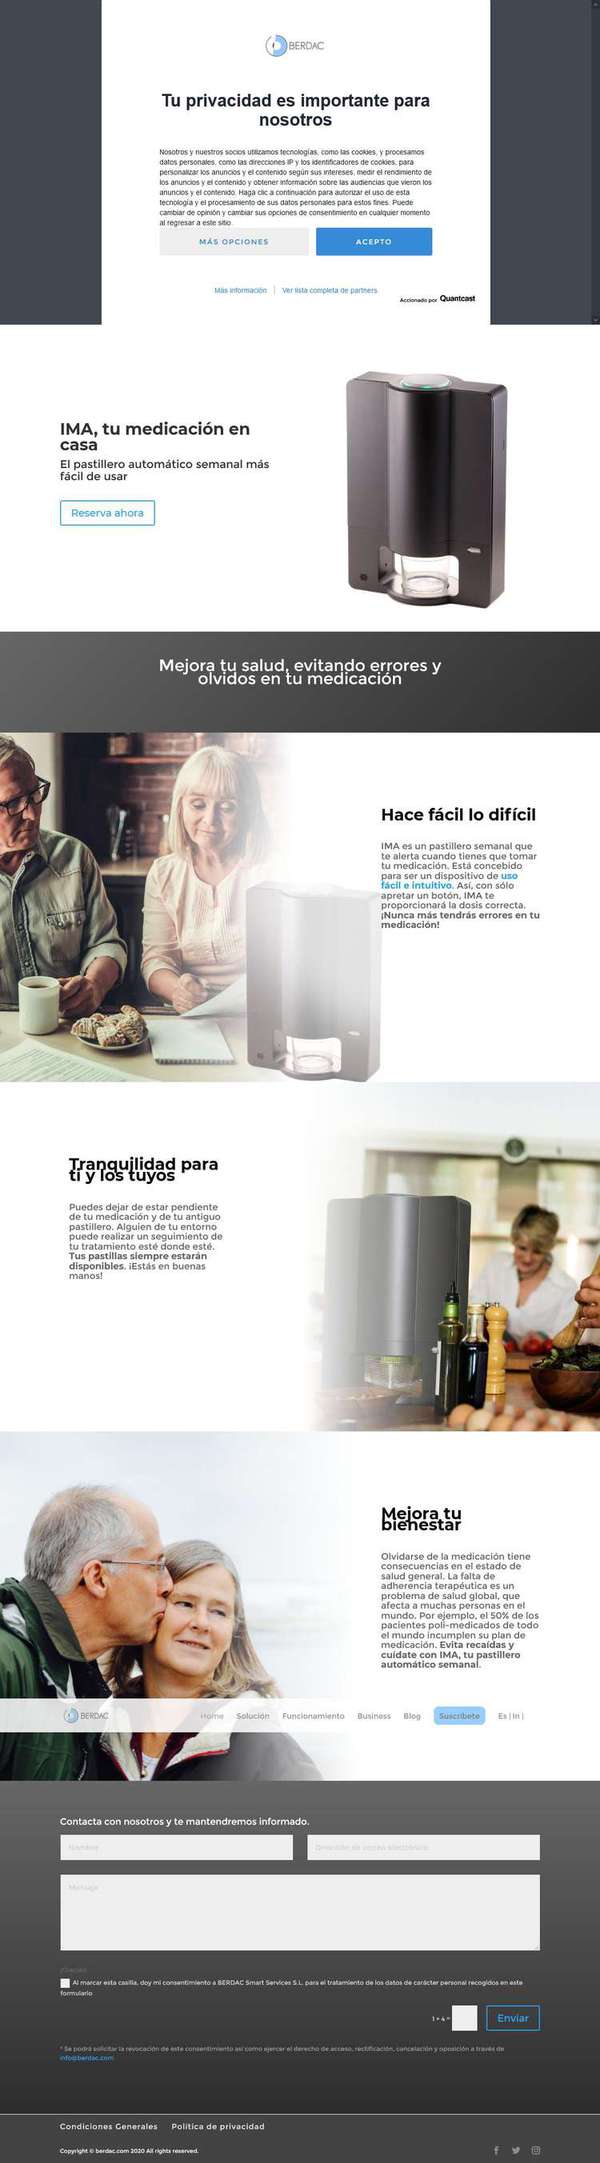 BERDAC
Tu privacidad es importante para
nosotros
Nosotros y nuestros socios utilizamos tecnologías, como las cookies, y procesamos
datos personales, como las direcciones IP y los identificadores de cookies, para
personalizar los anuncios y el contenido según sus intereses, medir el rendimiento de
los anuncios y el contenido y obtener información sobre las audiencias que vieron los
anuncios y el contenido. Haga clic a continuación para autorizar el uso de esta
tecnología y el procesamiento de sus datos personales para estos fines. Puede
cambiar de opinión y cambiar sus opciones de consentimiento en cualquier momento
al regresar a este sitio.
MÁS OPCIONES
ACEPTO
Más información
Ver lista completa de partners
Accionado por Quantcast
IMA, tu medicación en
casa
El pastillero automático semanal más
fácil de usar
Reserva ahora
Mejora tu salud, evitando errores y
olvidos en tu medicación
Hace fácil lo difícil
IMA es un pastillero semanal que
te alerta cuando tienes que tomar
tu medicación. Está concebido
para ser un dispositivo de uso
fácil e intuitivo. Así, con sólo
apretar un botón, IMA te
proporcionará la dosis correcta.
¡Nunca más tendrás errores en tu
medicación!
Tranquilidad para
ti y los tuyos
Puedes dejar de estar pendiente
de tu medicación y de tu antiguo
pastillero. Alguien de tu entorno
puede realizar un seguimiento de
tu tratamiento esté donde esté.
Tus pastillas siempre estarán
disponibles. ¡Estás en buenas
manos!
Mejora tu
bienestar
Olvidarse de la medicación tiene
consecuencias en el estado de
salud general. La falta de
adherencia terapéutica es un
problema de salud global, que
afecta a muchas personas en el
mundo. Por ejemplo, el 50% de los
pacientes poli-medicados de todo
el mundo incumplen su plan de
medicación. Evita recaídas y
cuídate con IMA, tu pastillero
automático semanal.
BERDAC
Home Solución Funcionamiento Business Blog Suscríbete Es | In |
Contacta con nosotros y te mantendremos informado.
Nombre
Dirección de correo electrónico
Mensaje
¡Gracias!
Al marcar esta casilla, doy mi consentimiento a BERDAC Smart Services S.L. para el tratamiento de los datos de carácter personal recogidos en este
formulario
1 + 4 =
Enviar
* Se podrá solicitar la revocación de este consentimiento así como ejercer el derecho de acceso, rectificación, cancelación y oposición a través de
info@berdac.com
Condiciones Generales Política de privacidad
Copyright © berdac.com 2020 All rights reserved.